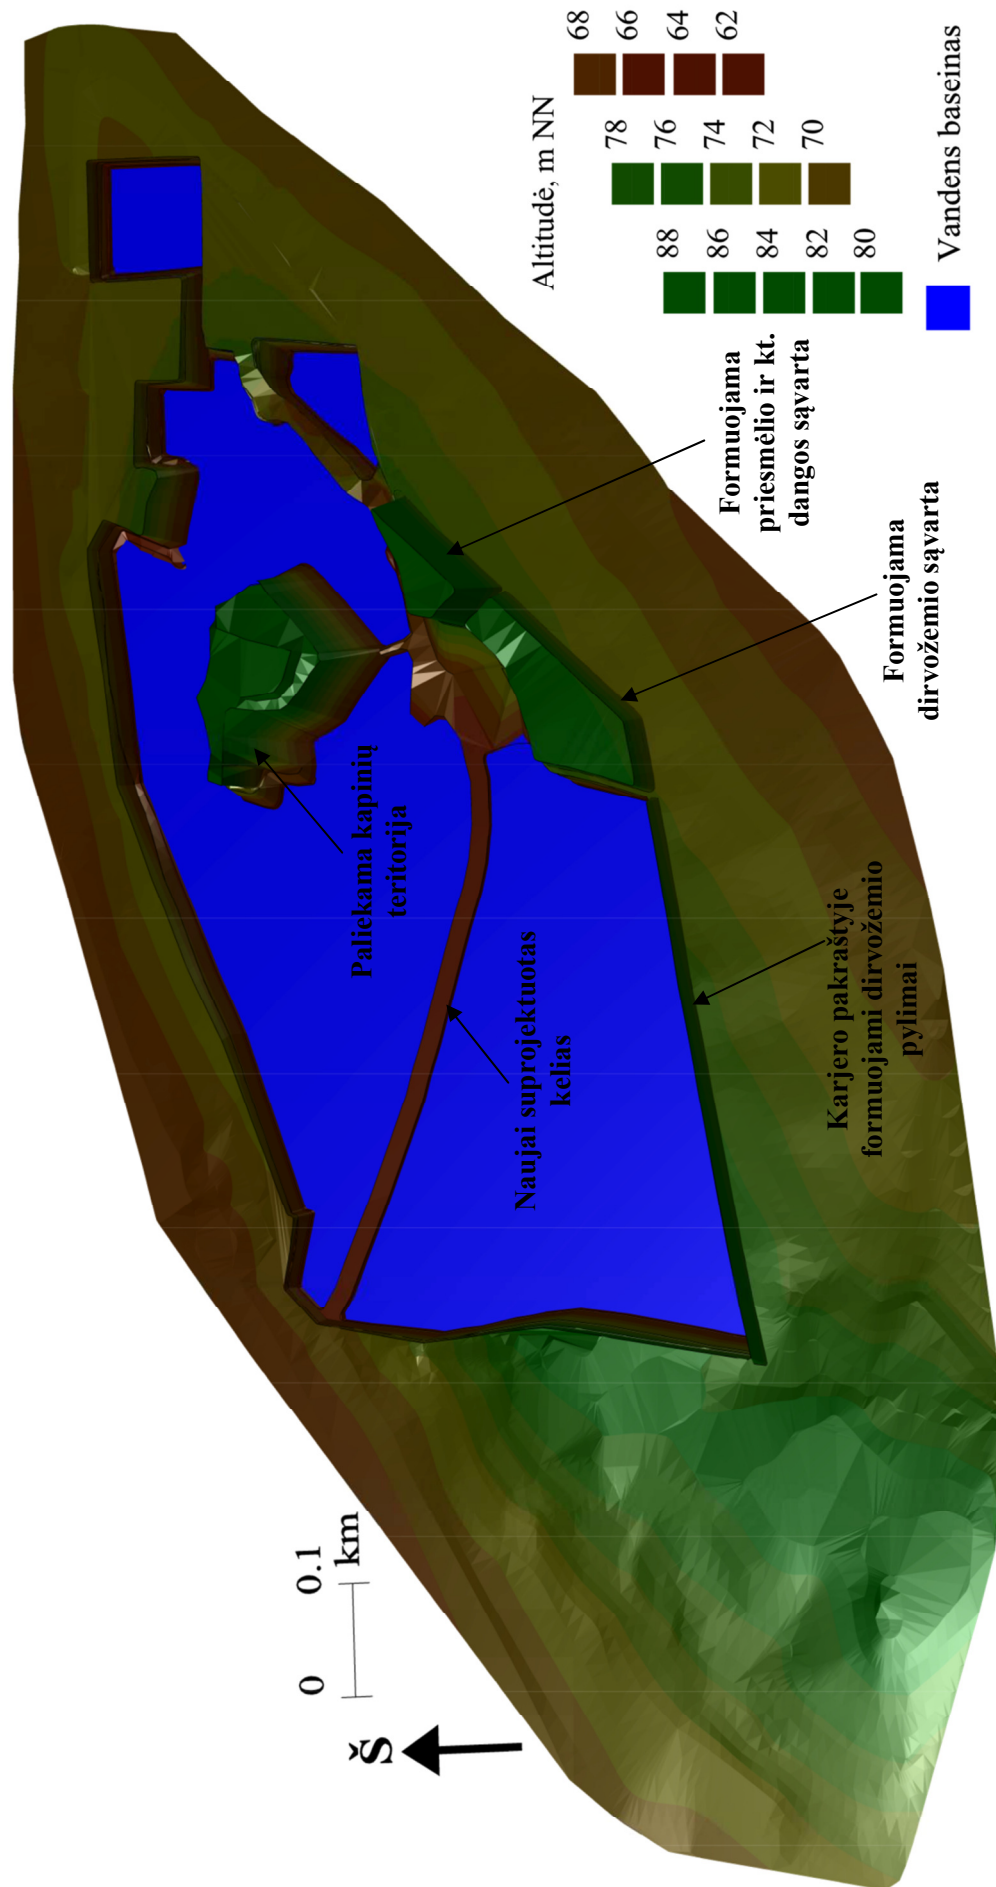 Š
0
0.1
km
Paliekama kapinių
teritorija
Naujai suprojektuotas
kelias
Karjero pakraštyje
formuojami dirvožemio
pylimai
Formuojama
dirvožemio sąvarta
Formuojama
priesmėlio ir kt.
dangos sąvarta
Altitudė, m NN
88
86
84
82
80
78
76
74
72
70
68
66
64
62
Vandens baseinas